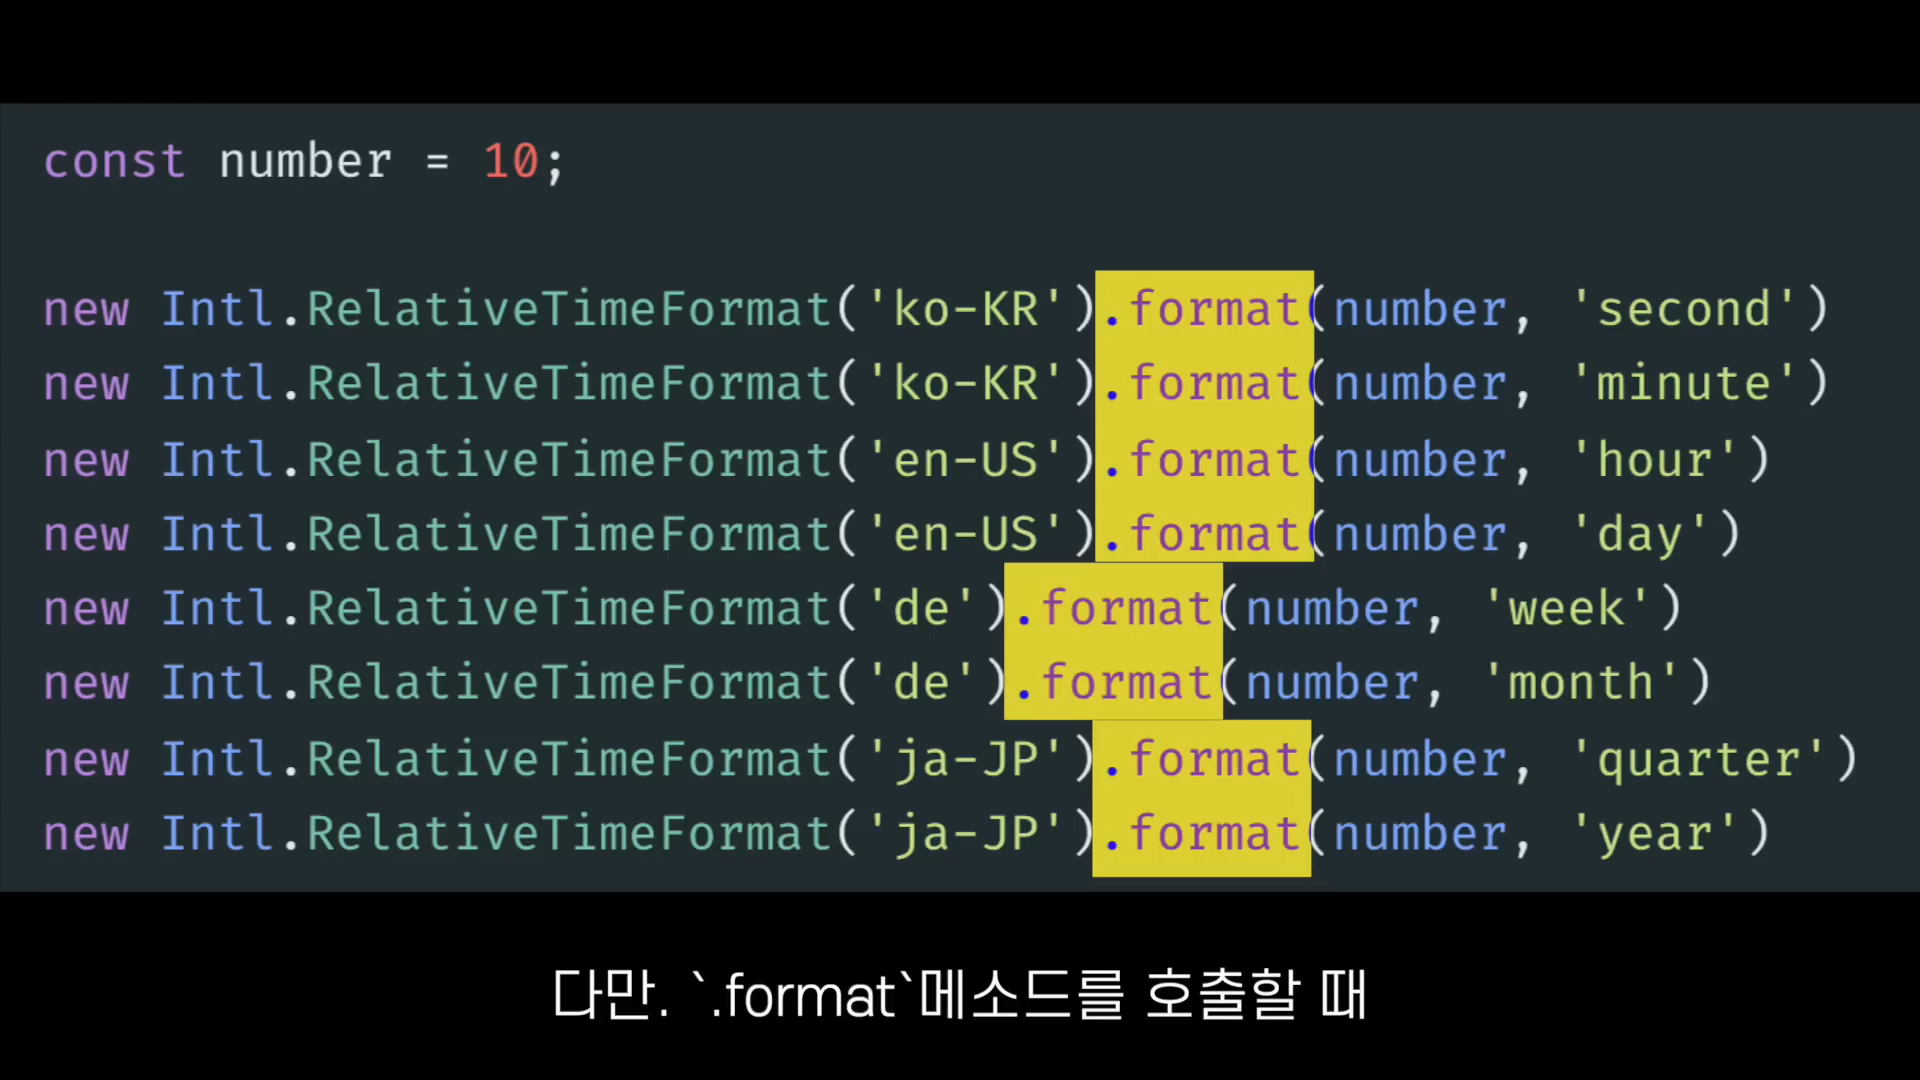 const number = 10;
new Intl.RelativeTimeFormat('ko-KR').format(number, 'second')
new Intl.RelativeTimeFormat('ko-KR').format(number, 'minute')
new Intl.RelativeTimeFormat('en-US').format(number, 'hour')
new Intl.RelativeTimeFormat('en-US').format(number, 'day')
new Intl.RelativeTimeFormat('de').format(number, 'week')
new Intl.RelativeTimeFormat('de').format(number, 'month')
new Intl.RelativeTimeFormat('ja-JP').format(number, 'quarter')
new Intl.RelativeTimeFormat('ja-JP').format(number, 'year')
다만. `.format`메소드를 호출할 때